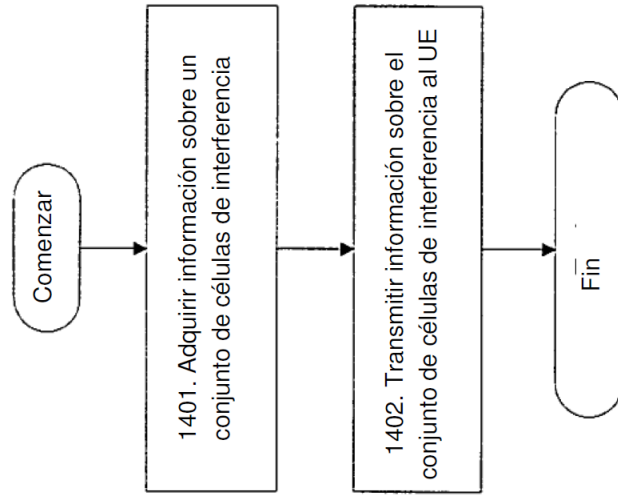 Comenzar
1401. Adquirir información sobre un
conjunto de células de interferencia
1402. Transmitir información sobre el
conjunto de células de interferencia al UE
Fin